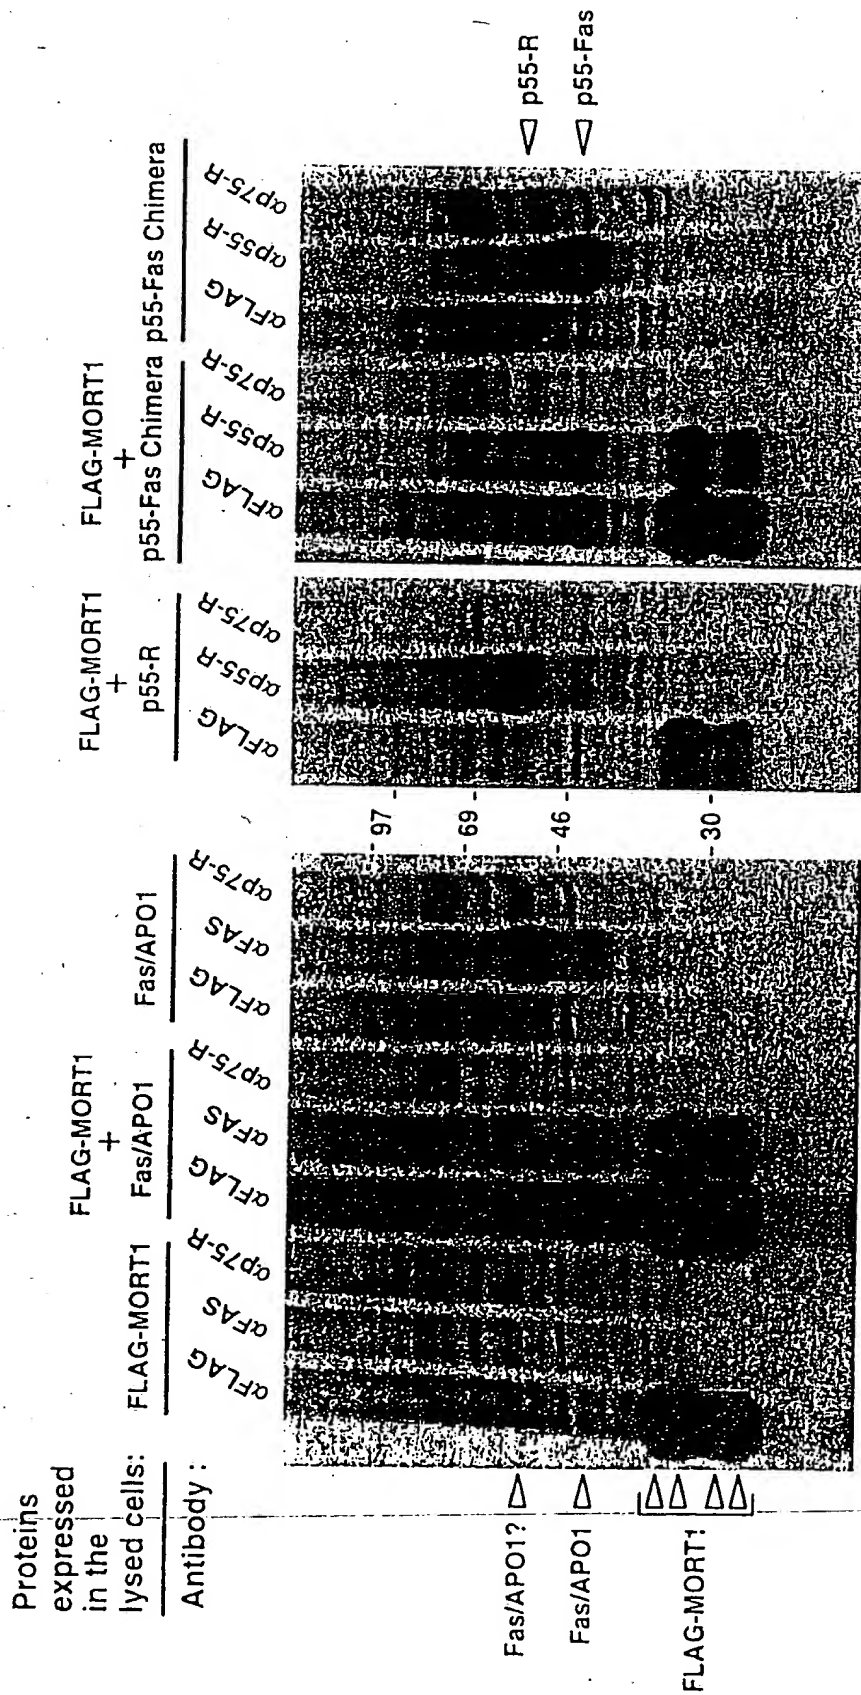 Proteins
expressed
in the
lysed cells:
FLAG-MORT1
FLAG-MORT1
+
Fas/APO1
Fas/APO1
FLAG-MORT1
+
p55-R
FLAG-MORT1
+
p55-Fas Chimera
p55-Fas Chimera
Antibody :
αFLAG
αFAS
αp75-R
αFLAG
αFAS
αp75-R
αFLAG
αFAS
αp75-R
αFLAG
αp55-R
αp75-R
αFLAG
αp55-R
αp75-R
αFLAG
αp55-R
αp75-R
Fas/APO1?
Fas/APO1
FLAG-MORT1
-97-
-69-
-46-
-30-
p55-R
p55-Fas